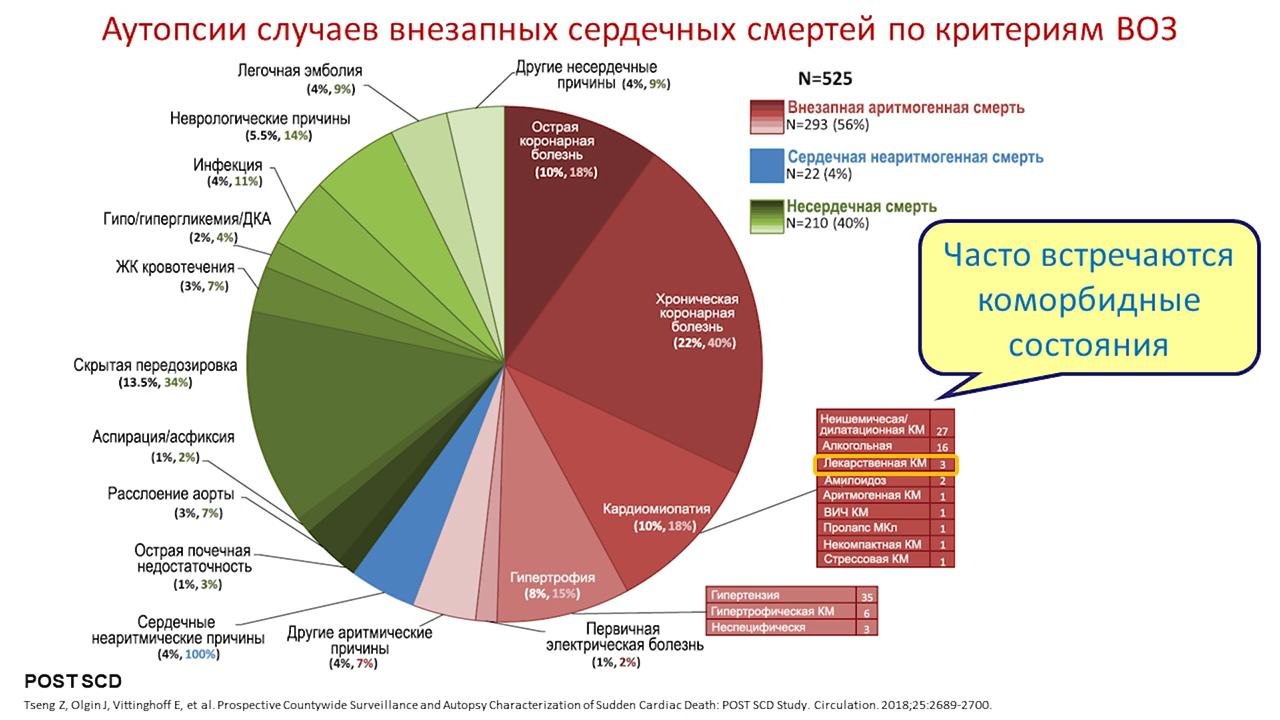 Аутопсии случаев внезапных сердечных смертей по критериям ВОЗ
Легочная эмболия
(4%, 9%)
Другие несердечные
причины (4%, 9%)
N=525
Внезапная аритмогенная смерть
N=293 (56%)
Сердечная неаритмогенная смерть
N=22 (4%)
Несердечная смерть
N=210 (40%)
Часто встречаются
коморбидные
состояния
Неврологические причины
(5.5%, 14%)
Инфекция
(4%, 11%)
Гипо/гипергликемия/ДКА
(2%, 4%)
ЖК кровотечения
(3%, 7%)
Скрытая передозировка
(13.5%, 34%)
Аспирация/асфиксия
(1%, 2%)
Расслоение аорты
(3%, 7%)
Острая почечная
недостаточность
(1%, 3%)
Сердечные
неаритмические причины
(4%, 100%)
Другие аритмические
причины
(4%, 7%)
Первичная
электрическая болезнь
(1%, 2%)
Острая
коронарная
болезнь
(10%, 18%)
Хроническая
коронарная
болезнь
(22%, 40%)
Кардиомиопатия
(10%, 18%)
Гипертрофия
(8%, 15%)
Неишемичесая/
дилатационная КМ 27
Алкогольная 16
Лекарственная КМ 3
Амилоидоз 2
Аритмогенная КМ 1
ВИЧ КМ 1
Пролапс МКл 1
Некомпактная КМ 1
Стрессовая КМ 1
Гипертензия 35
Гипертрофическая КМ 6
Неспецифическя 3
POST SCD
Tseng Z, Olgin J, Vittinghoff E, et al. Prospective Countywide Surveillance and Autopsy Characterization of Sudden Cardiac Death: POST SCD Study. Circulation. 2018;25:2689-2700.